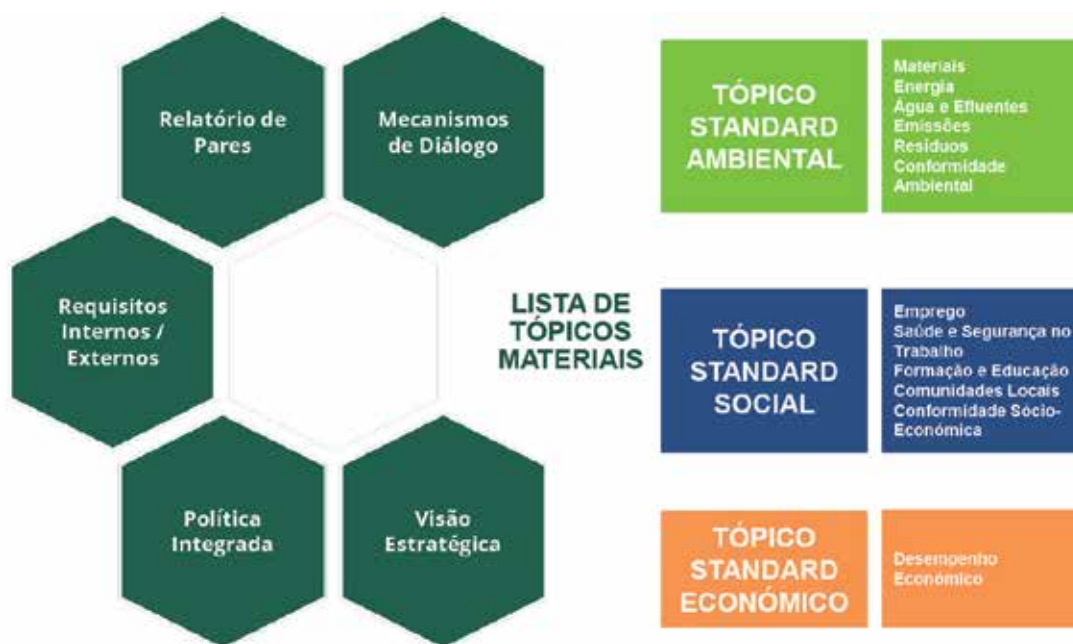 Relatório de
Pares
Mecanismos
de Diálogo
Requisitos
Internos /
Externos
Política
Integrada
Visão
Estratégica
LISTA DE
TÓPICOS
MATERIAIS
TÓPICO
STANDARD
AMBIENTAL
Materiais
Energia
Água e Efluentes
Emissões
Resíduos
Conformidade
Ambiental
TÓPICO
STANDARD
SOCIAL
Emprego
Saúde e Segurança no
Trabalho
Formação e Educação
Comunidades Locais
Conformidade Sócio-
Económica
TÓPICO
STANDARD
ECONÓMICO
Desempenho
Económico